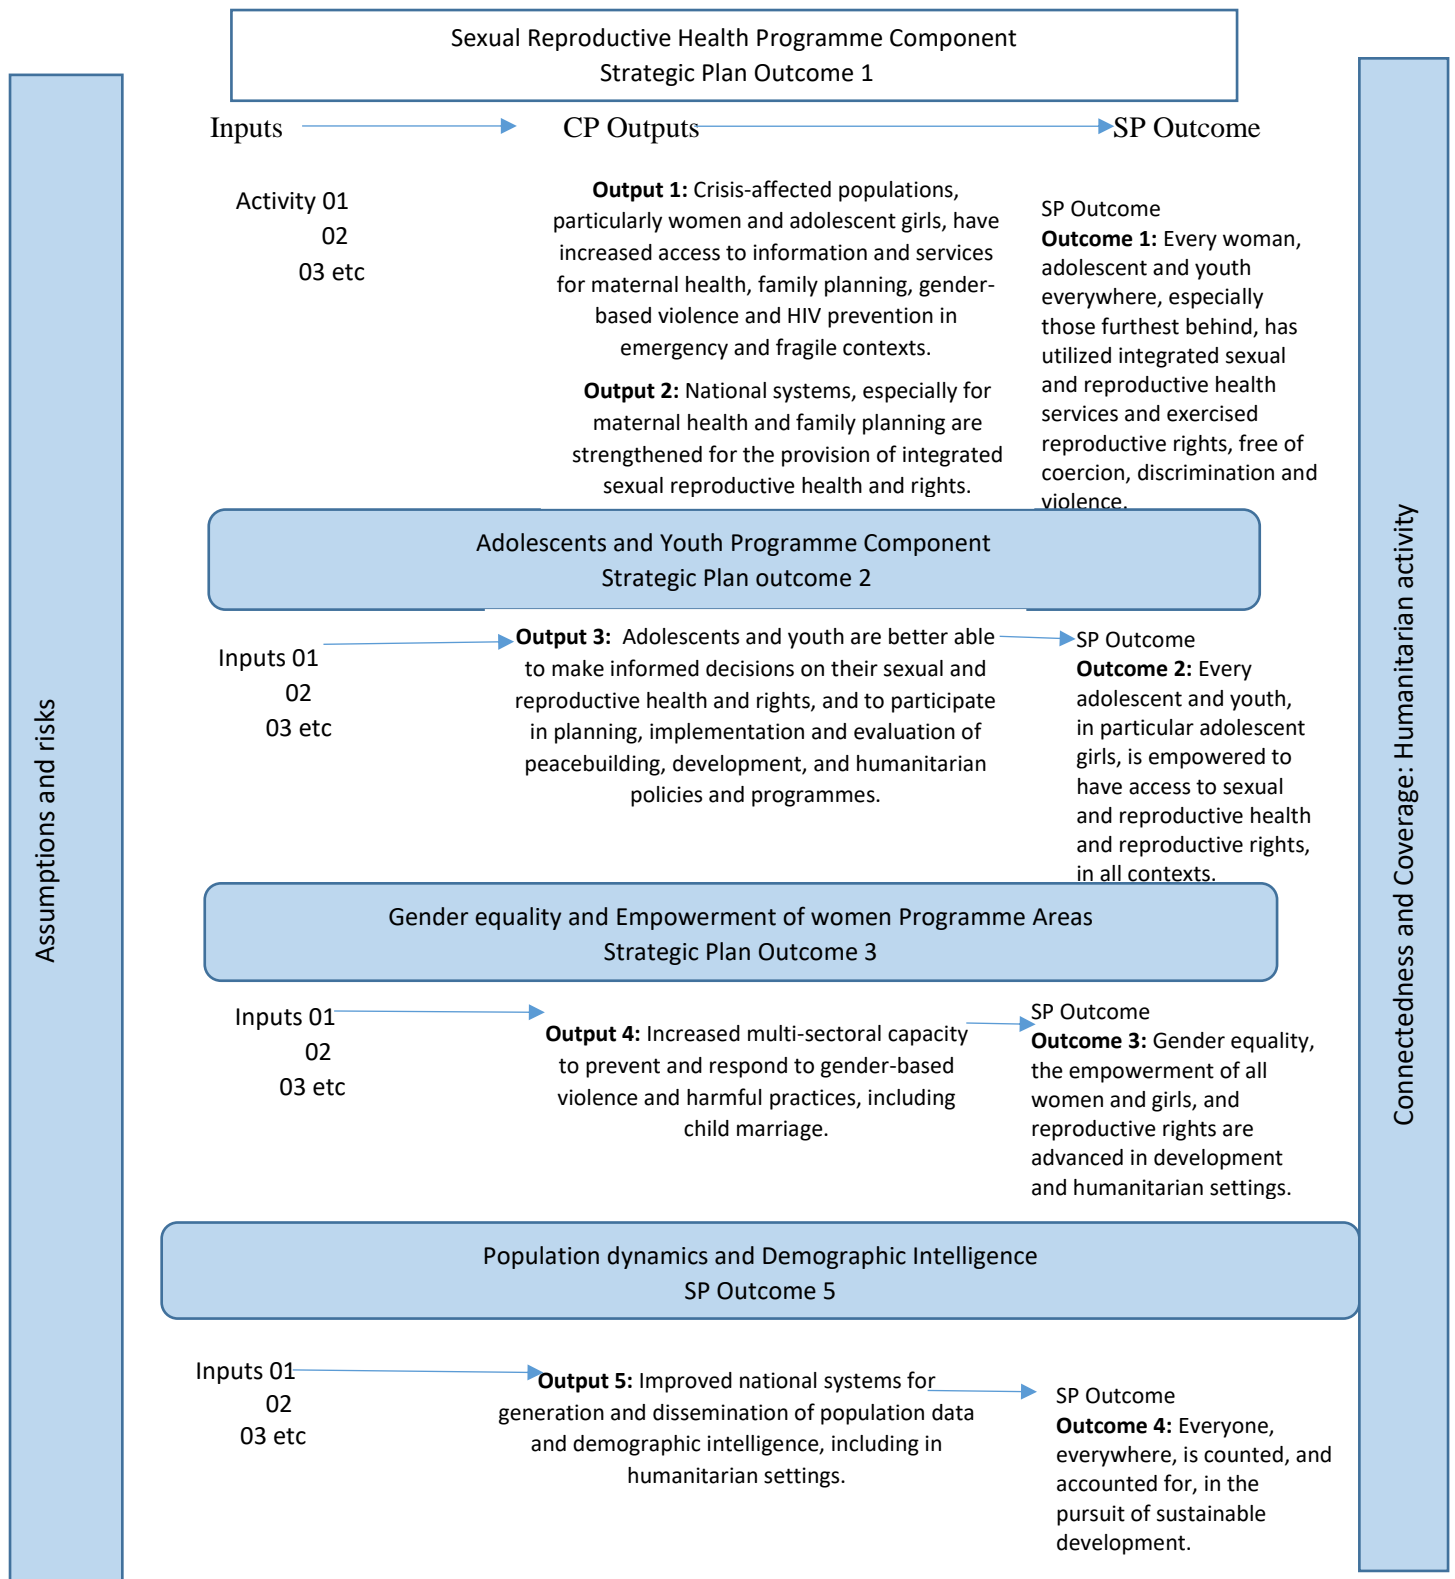 Sexual Reproductive Health Programme Component
Strategic Plan Outcome 1
Inputs
CP Outputs
SP Outcome
Activity 01
02
03 etc
Output 1: Crisis-affected populations,
particularly women and adolescent girls, have
increased access to information and services
for maternal health, family planning, gender-
based violence and HIV prevention in
emergency and fragile contexts.
Output 2: National systems, especially for
maternal health and family planning are
strengthened for the provision of integrated
sexual reproductive health and rights.
SP Outcome
Outcome 1: Every woman,
adolescent and youth
everywhere, especially
those furthest behind, has
utilized integrated sexual
and reproductive health
services and exercised
reproductive rights, free of
coercion, discrimination and
violence.
Adolescents and Youth Programme Component
Strategic Plan outcome 2
Inputs 01
02
03 etc
Output 3: Adolescents and youth are better able
to make informed decisions on their sexual and
reproductive health and rights, and to participate
in planning, implementation and evaluation of
peacebuilding, development, and humanitarian
policies and programmes.
SP Outcome
Outcome 2: Every
adolescent and youth,
in particular adolescent
girls, is empowered to
have access to sexual
and reproductive health
and reproductive rights,
in all contexts.
Gender equality and Empowerment of women Programme Areas
Strategic Plan Outcome 3
Inputs 01
02
03 etc
Output 4: Increased multi-sectoral capacity
to prevent and respond to gender-based
violence and harmful practices, including
child marriage.
SP Outcome
Outcome 3: Gender equality,
the empowerment of all
women and girls, and
reproductive rights are
advanced in development
and humanitarian settings.
Population dynamics and Demographic Intelligence
SP Outcome 5
Inputs 01
02
03 etc
Output 5: Improved national systems for
generation and dissemination of population data
and demographic intelligence, including in
humanitarian settings.
SP Outcome
Outcome 4: Everyone,
everywhere, is counted, and
accounted for, in the
pursuit of sustainable
development.
Assumptions and risks
Connectedness and Coverage: Humanitarian activity